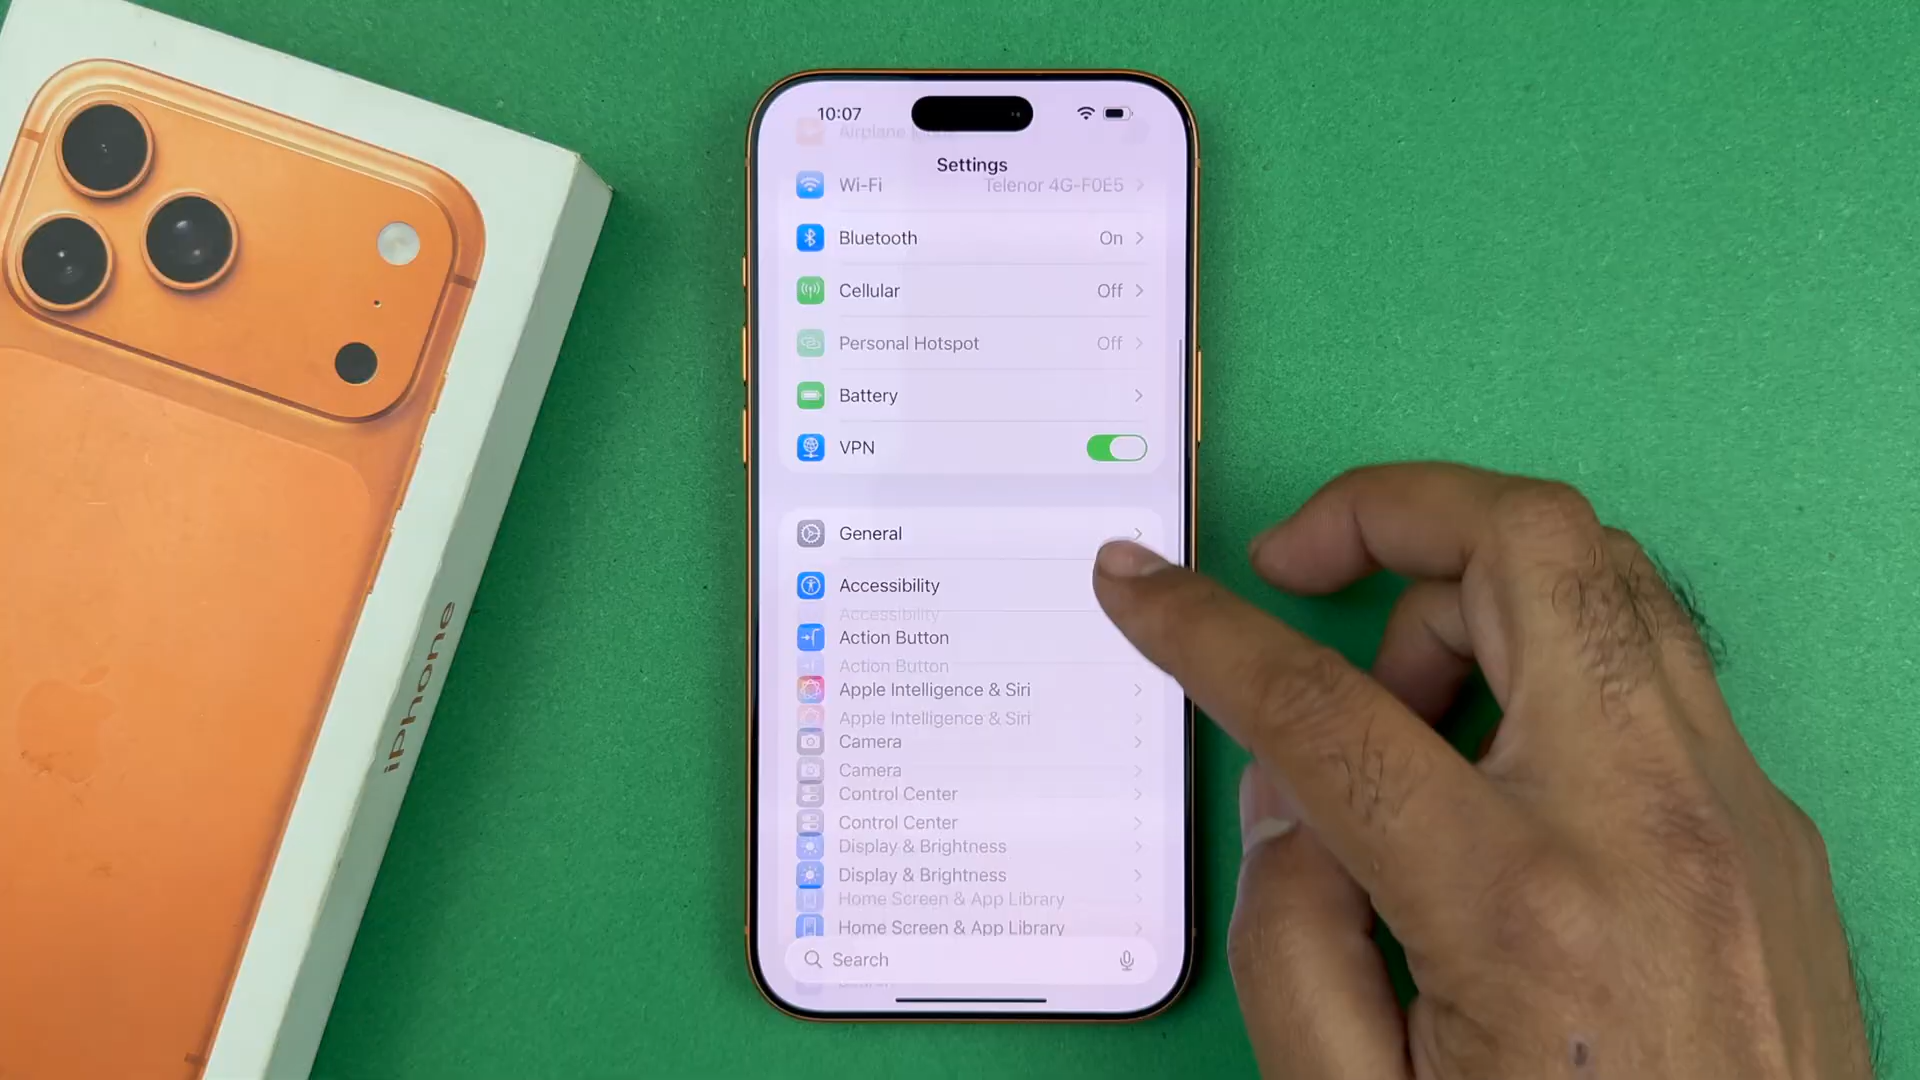 10:07
Airplane
Settings
Wi-Fi Telenor 4G-F0E5
Bluetooth On
Cellular Off
Personal Hotspot Off
Battery
VPN
General
Accessibility
Accessibility
Action Button
Action Button
Apple Intelligence & Siri
Apple Intelligence & Siri
Camera
Camera
Control Center
Control Center
Display & Brightness
Display & Brightness
Home Screen & App Library
Home Screen & App Library
Search
iPhone